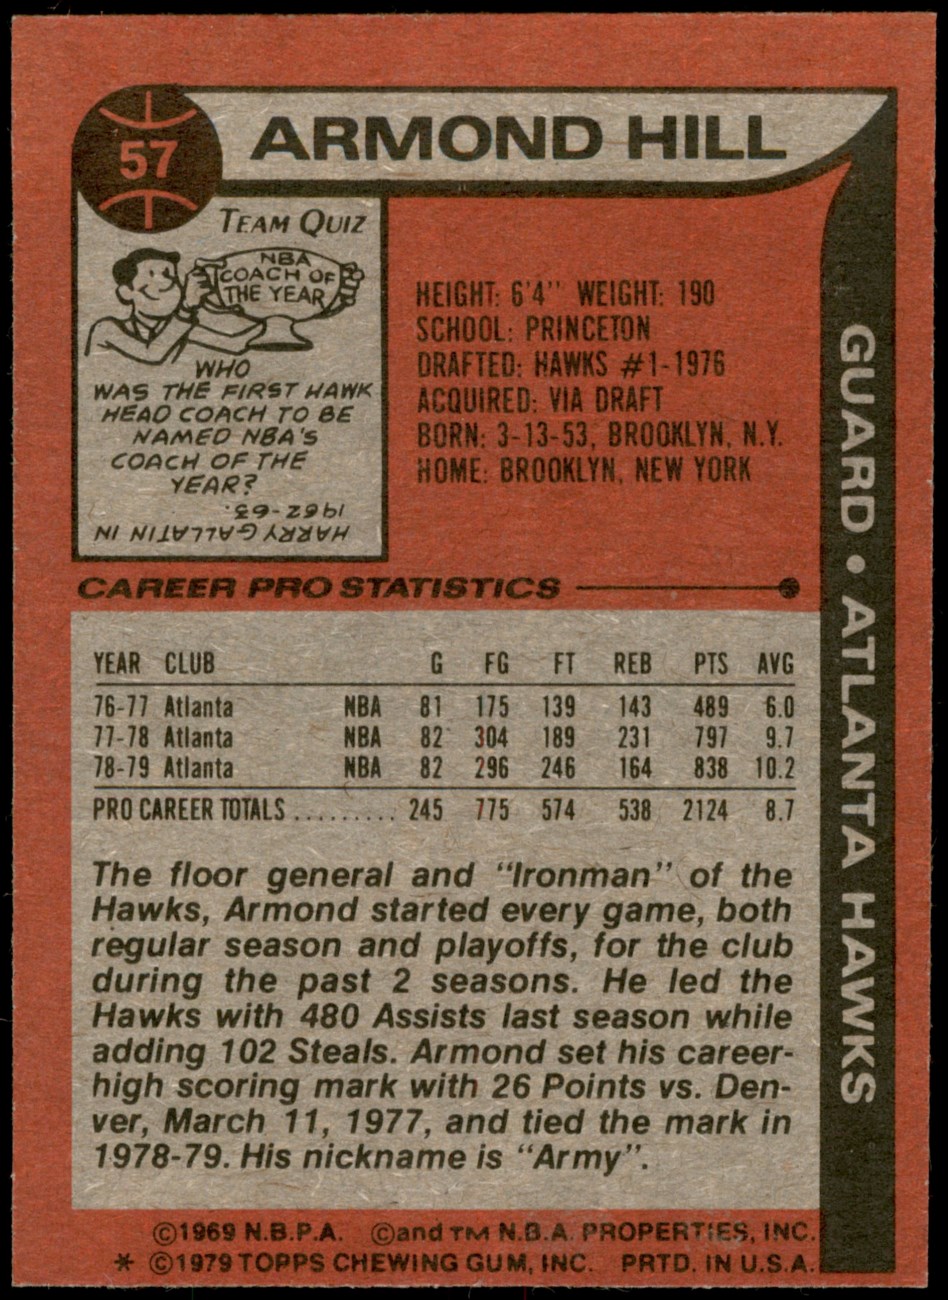 57
ARMOND HILL
TEAM QUIZ
NBA
COACH OF
THE YEAR
WHO
WAS THE FIRST HAWK
HEAD COACH TO BE
NAMED NBA'S
COACH OF THE
YEAR?
HARRY GALLATIN IN
1962-63.
HEIGHT: 6'4" WEIGHT: 190
SCHOOL: PRINCETON
DRAFTED: HAWKS #1-1976
ACQUIRED: VIA DRAFT
BORN: 3-13-53, BROOKLYN, N.Y.
HOME: BROOKLYN, NEW YORK
GUARD • ATLANTA HAWKS
CAREER PRO STATISTICS
YEAR CLUB G FG FT REB PTS AVG
76-77 Atlanta NBA 81 175 139 143 489 6.0
77-78 Atlanta NBA 82 304 189 231 797 9.7
78-79 Atlanta NBA 82 296 246 164 838 10.2
PRO CAREER TOTALS .......... 245 775 574 538 2124 8.7
The floor general and "Ironman" of the
Hawks, Armond started every game, both
regular season and playoffs, for the club
during the past 2 seasons. He led the
Hawks with 480 Assists last season while
adding 102 Steals. Armond set his career-
high scoring mark with 26 Points vs. Den-
ver, March 11, 1977, and tied the mark in
1978-79. His nickname is "Army".
©1969 N.B.P.A. ©and TM N.B.A. PROPERTIES, INC.
* ©1979 TOPPS CHEWING GUM, INC. PRTD. IN U.S.A.